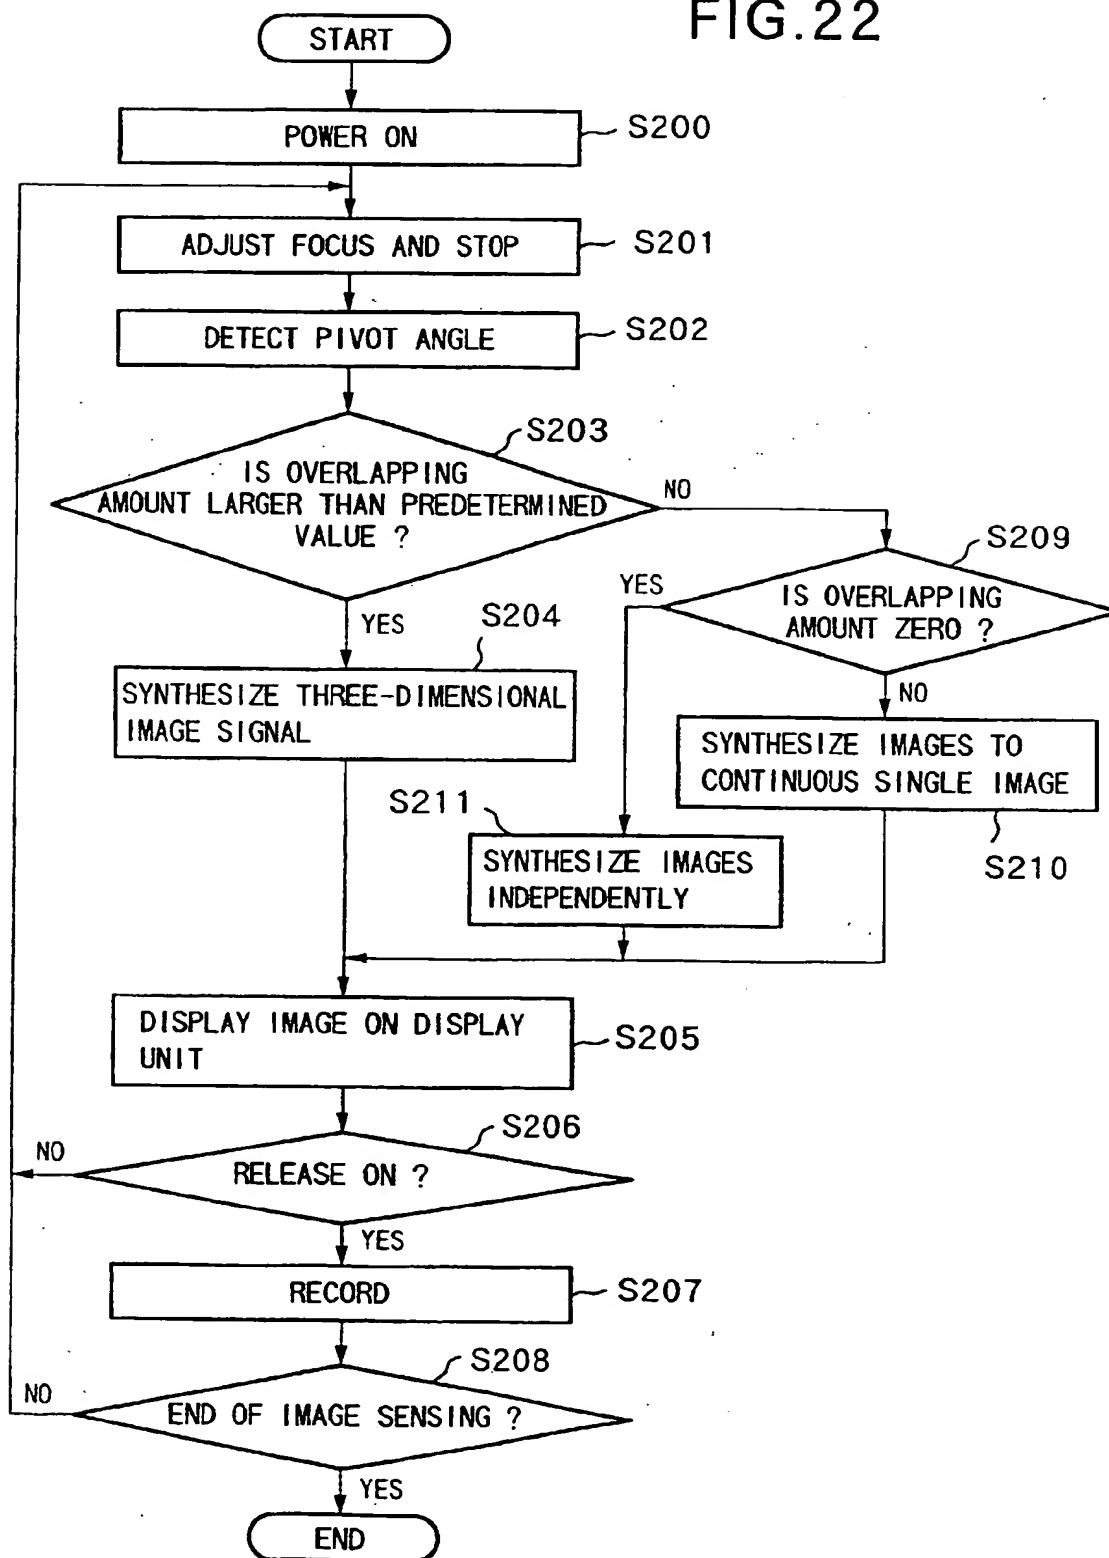 FIG.22
START
POWER ON
S200
ADJUST FOCUS AND STOP
S201
DETECT PIVOT ANGLE
S202
S203
IS OVERLAPPING
AMOUNT LARGER THAN PREDETERMINED
VALUE ?
NO
YES
S209
IS OVERLAPPING
AMOUNT ZERO ?
YES
NO
S204
SYNTHESIZE THREE-DIMENSIONAL
IMAGE SIGNAL
SYNTHESIZE IMAGES TO
CONTINUOUS SINGLE IMAGE
S210
S211
SYNTHESIZE IMAGES
INDEPENDENTLY
DISPLAY IMAGE ON DISPLAY
UNIT
S205
S206
RELEASE ON ?
NO
YES
RECORD
S207
S208
END OF IMAGE SENSING ?
NO
YES
END